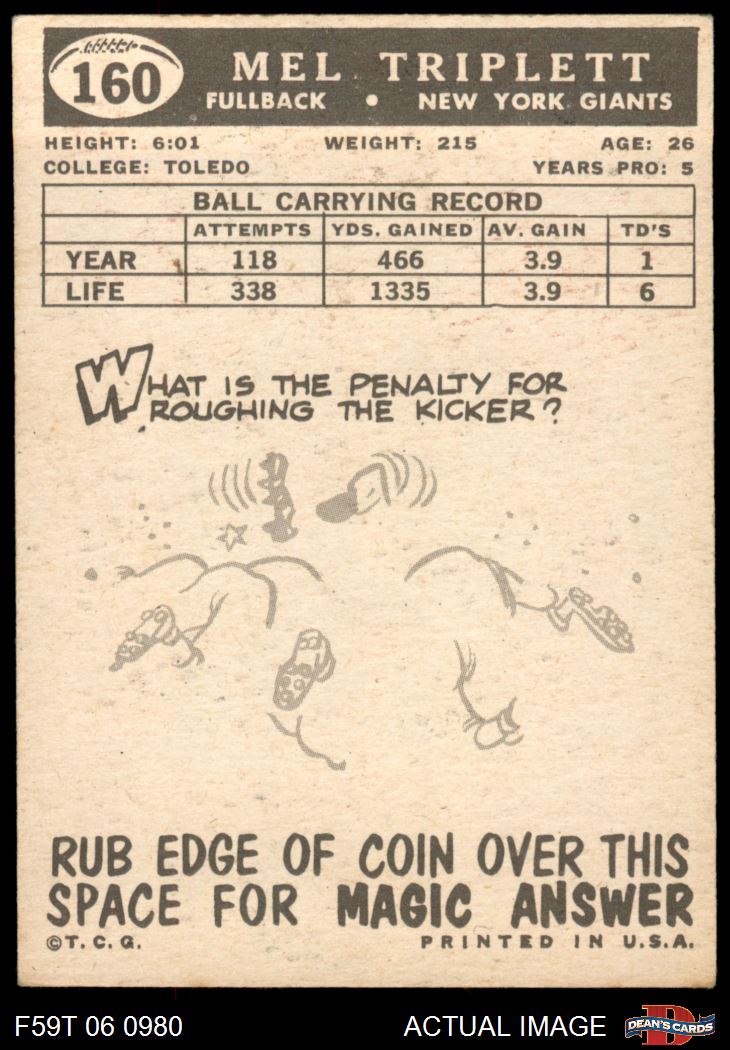 160
MEL TRIPLETT
FULLBACK • NEW YORK GIANTS
HEIGHT: 6:01 WEIGHT: 215 AGE: 26
COLLEGE: TOLEDO YEARS PRO: 5
BALL CARRYING RECORD
ATTEMPTS YDS. GAINED AV. GAIN TD'S
YEAR 118 466 3.9 1
LIFE 338 1335 3.9 6
WHAT IS THE PENALTY FOR
ROUGHING THE KICKER?
RUB EDGE OF COIN OVER THIS
SPACE FOR MAGIC ANSWER
©T. C. G. PRINTED IN U.S.A.
F59T 06 0980 ACTUAL IMAGE D DEAN'S CARDS